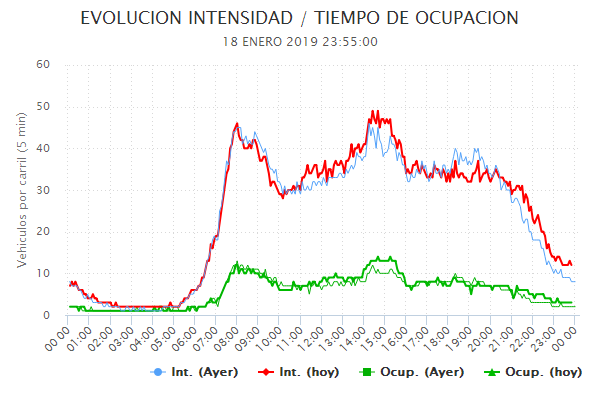 EVOLUCION INTENSIDAD / TIEMPO DE OCUPACION
18 ENERO 2019 23:55:00
Vehiculos por carril (5 min)
60
50
40
30
20
10
0
00:00 01:00 02:00 03:00 04:00 05:00 06:00 07:00 08:00 09:00 10:00 11:00 12:00 13:00 14:00 15:00 16:00 17:00 18:00 19:00 20:00 21:00 22:00 23:00 00:00
Int. (Ayer) Int. (hoy) Ocup. (Ayer) Ocup. (hoy)